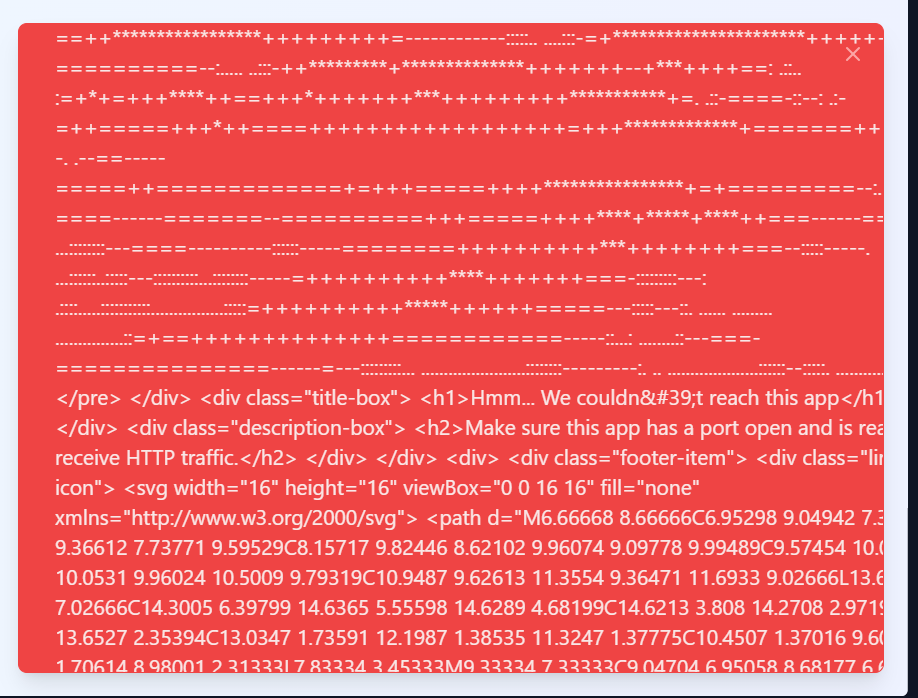 ==++*****************+++++++++=------------::::::. ...:::-=+**********************+++++-
==========--:..... ..:::-++*********+**************+++++++--+***++++==: .::..
:=+*+=+++****++==+++*+++++++***+++++++++***********+=. .::-====-::--: .:-
=++=====+++*++====++++++++++++++++++=+++*************+=======++
-. .--==-----
=====++=============+=+++=====++++****************+=+=========--:.
====------=======--==========+++=====++++****+*****+****++===------==
...:::::::::---====----------::::::-----========++++++++++***++++++++===--:::::-----.
...::::::..:::::---::::::::::..::::::::-----=++++++++++****+++++++===-:::::::::---:
.::::....:::::::::::...........................:::::=++++++++++*****++++++=====---:::::---::. ...... .........
................::=+==++++++++++++++============-----::...: ........::---===-
===============------=---:::::::::... .......................::::::::---------:. .. .......................::::::--:::::. ...........
</pre> </div> <div class="title-box"> <h1>Hmm... We couldn&#39;t reach this app</h1
</div> <div class="description-box"> <h2>Make sure this app has a port open and is rea
receive HTTP traffic.</h2> </div> </div> <div> <div class="footer-item"> <div class="lin
icon"> <svg width="16" height="16" viewBox="0 0 16 16" fill="none"
xmlns="http://www.w3.org/2000/svg"> <path d="M6.66668 8.66666C6.95298 9.04942 7.3
9.36612 7.73771 9.59529C8.15717 9.82446 8.62102 9.96074 9.09778 9.99489C9.57454 10.0
10.0531 9.96024 10.5009 9.79319C10.9487 9.62613 11.3554 9.36471 11.6933 9.02666L13.6
7.02666C14.3005 6.39799 14.6365 5.55598 14.6289 4.68199C14.6213 3.808 14.2708 2.9719
13.6527 2.35394C13.0347 1.73591 12.1987 1.38535 11.3247 1.37775C10.4507 1.37016 9.60
1.70614 8.98001 2.31333L7.83334 3.45333M9.33334 7.33333C9.04704 6.95058 8.68177 6.6